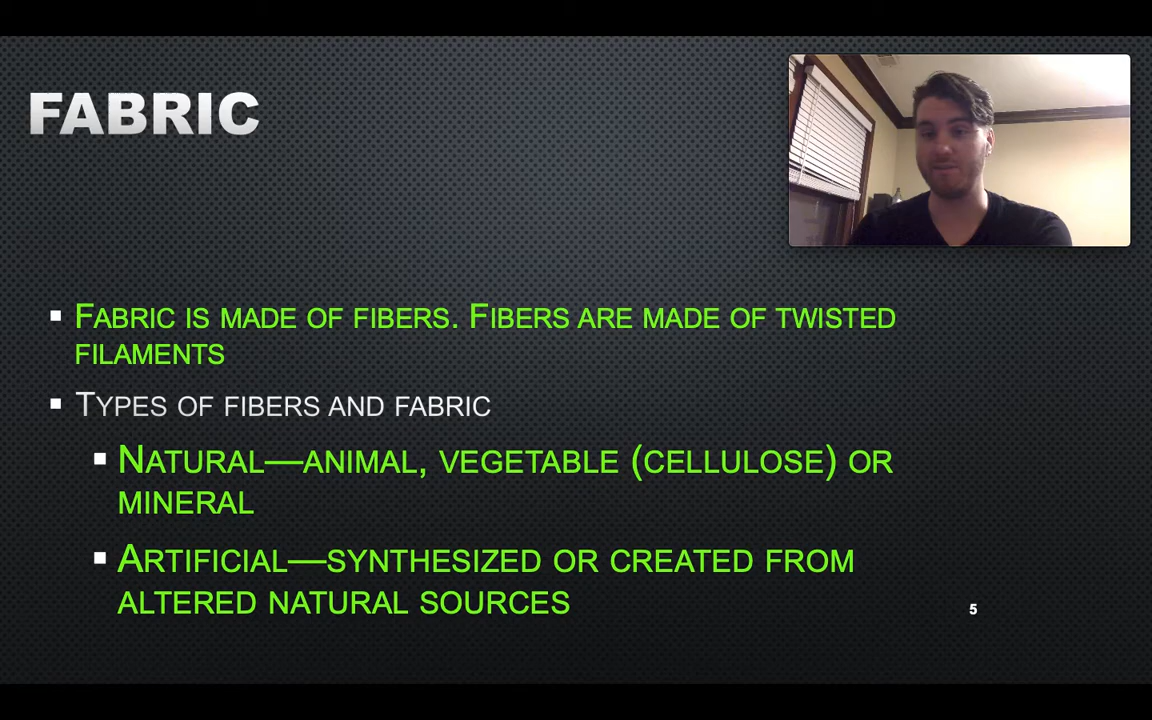 FABRIC
FABRIC IS MADE OF FIBERS. FIBERS ARE MADE OF TWISTED
FILAMENTS
TYPES OF FIBERS AND FABRIC
NATURAL—ANIMAL, VEGETABLE (CELLULOSE) OR
MINERAL
ARTIFICIAL—SYNTHESIZED OR CREATED FROM
ALTERED NATURAL SOURCES
5